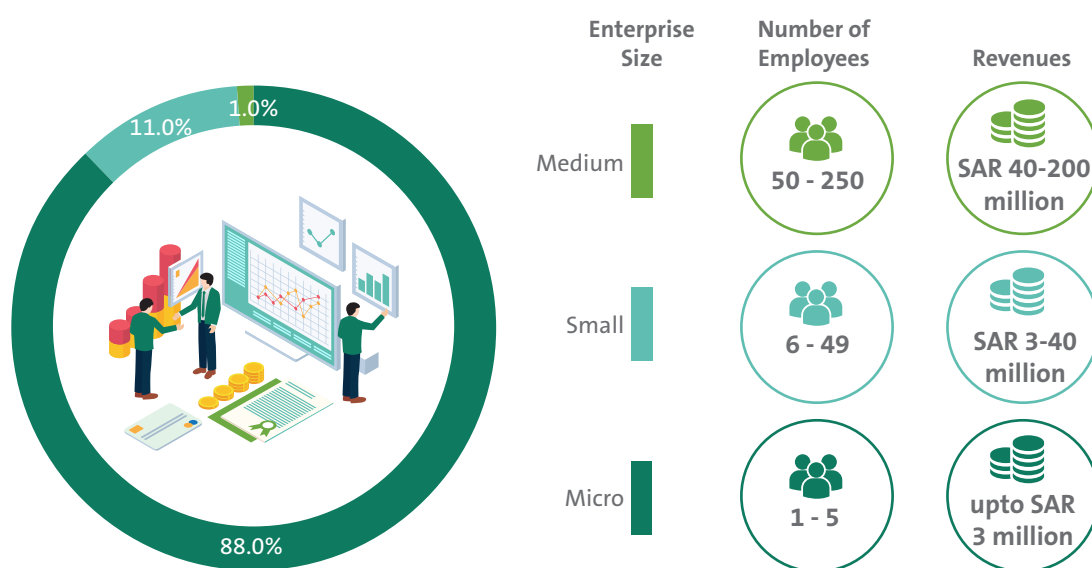 Enterprise
Size
Number of
Employees
Revenues
1.0%
11.0%
88.0%
Medium
50 - 250
SAR 40-200
million
Small
6 - 49
SAR 3-40
million
Micro
1 - 5
upto SAR
3 million